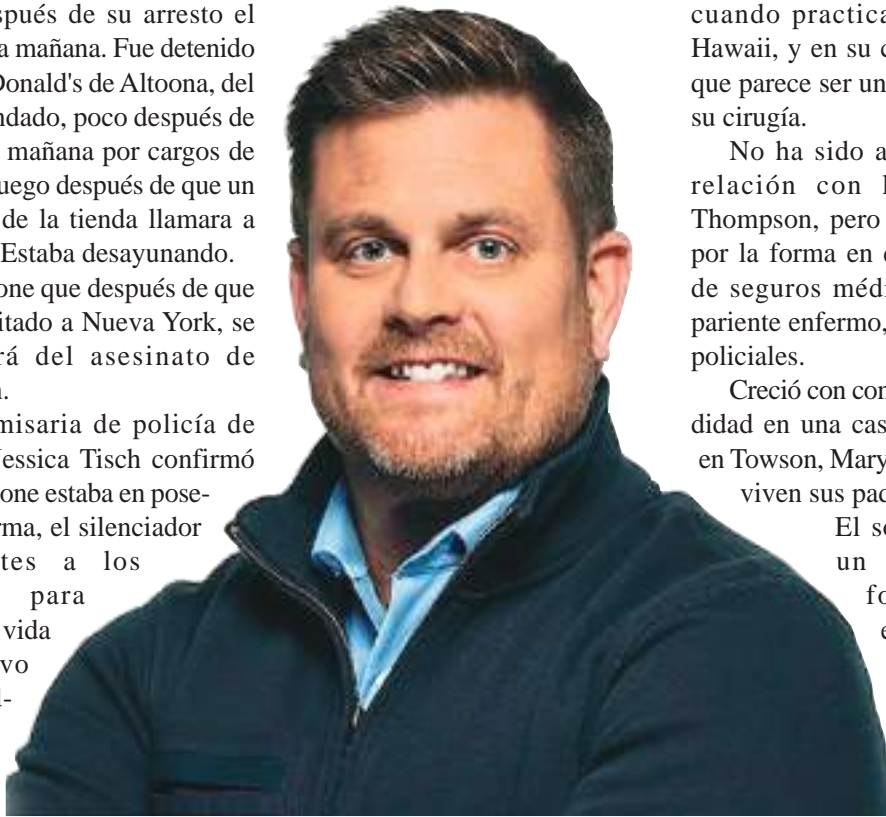 spués de su arresto el
a mañana. Fue detenido
Donald's de Altoona, del
ndado, poco después de
mañana por cargos de
uego después de que un
de la tienda llamara a
Estaba desayunando.
one que después de que
itado a Nueva York, se
rá del asesinato de
misaria de policía de
Jessica Tisch confirmó
one estaba en pose-
rma, el silenciador
tes a los
para
vida
vo
cuando practica
Hawaii, y en su
que parece ser un
su cirugía.
No ha sido a
relación con
Thompson, pero
por la forma en
de seguros médi
pariente enfermo,
policiales.
Creció con con
didad en una cas
en Towson, Mary
viven sus pad
El so
un
fo
e